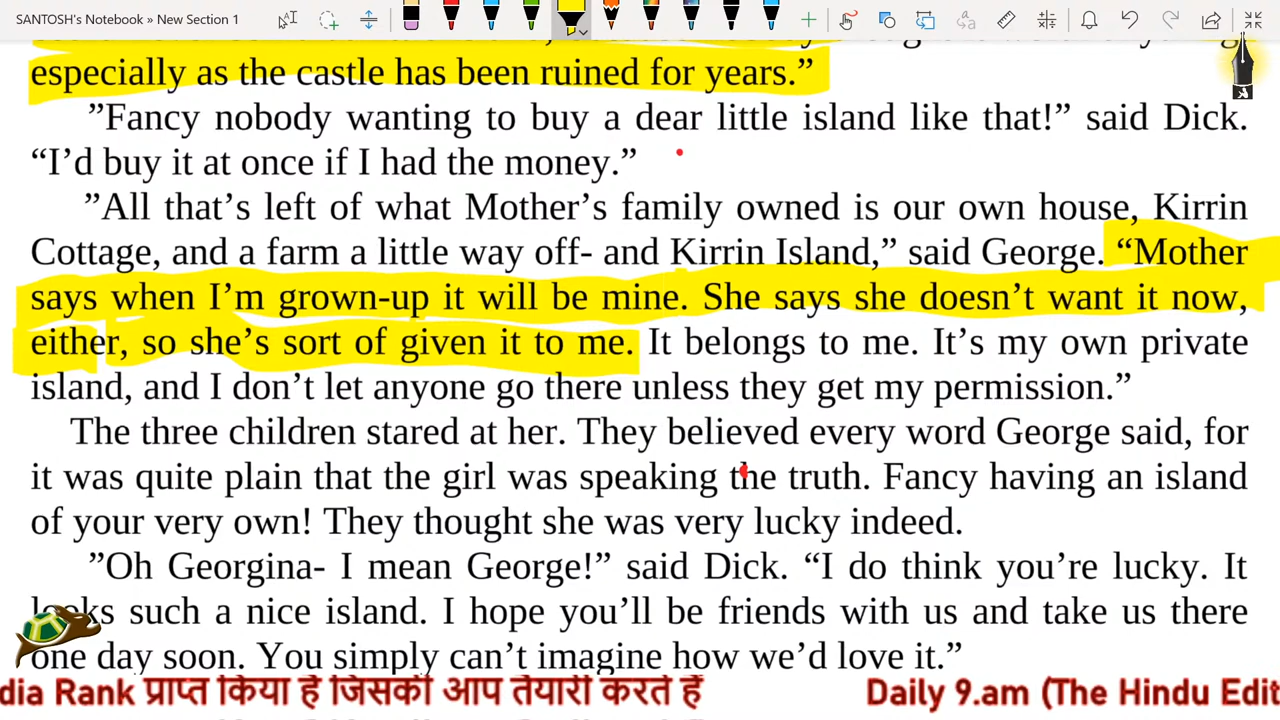 SANTOSH's Notebook » New Section 1
especially as the castle has been ruined for years.”
”Fancy nobody wanting to buy a dear little island like that!” said Dick.
“I’d buy it at once if I had the money.”
”All that’s left of what Mother’s family owned is our own house, Kirrin
Cottage, and a farm a little way off- and Kirrin Island,” said George. “Mother
says when I’m grown-up it will be mine. She says she doesn’t want it now,
either, so she’s sort of given it to me. It belongs to me. It’s my own private
island, and I don’t let anyone go there unless they get my permission.”
The three children stared at her. They believed every word George said, for
it was quite plain that the girl was speaking the truth. Fancy having an island
of your very own! They thought she was very lucky indeed.
”Oh Georgina- I mean George!” said Dick. “I do think you’re lucky. It
looks such a nice island. I hope you’ll be friends with us and take us there
one day soon. You simply can’t imagine how we’d love it.”
dia Rank प्राप्त किया है जिसकी आप तैयारी करते हैं Daily 9.am (The Hindu Edit